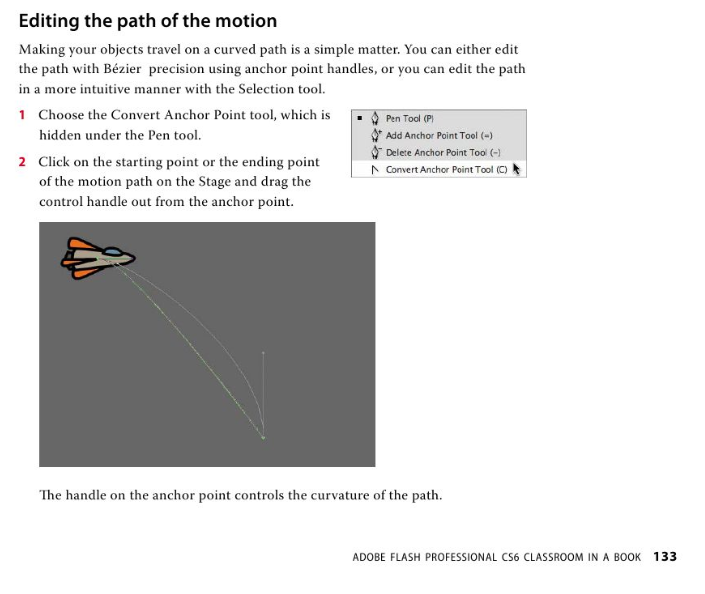 Editing the path of the motion
Making your objects travel on a curved path is a simple matter. You can either edit
the path with Bézier precision using anchor point handles, or you can edit the path
in a more intuitive manner with the Selection tool.
1 Choose the Convert Anchor Point tool, which is
hidden under the Pen tool.
Pen Tool (P)
Add Anchor Point Tool (=)
Delete Anchor Point Tool (-)
Convert Anchor Point Tool (C)
2 Click on the starting point or the ending point
of the motion path on the Stage and drag the
control handle out from the anchor point.
The handle on the anchor point controls the curvature of the path.
ADOBE FLASH PROFESSIONAL CS6 CLASSROOM IN A BOOK 133